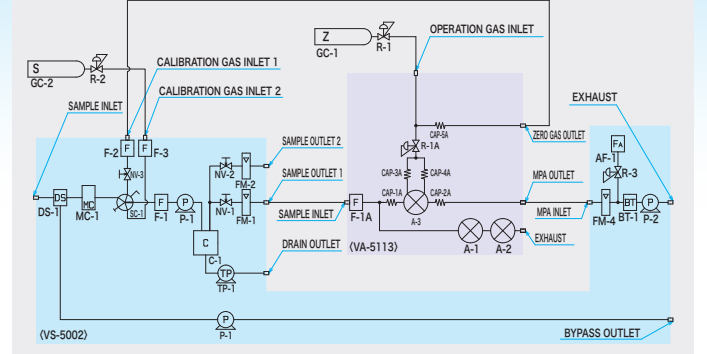 Z
GC-1
R-1
OPERATION GAS INLET
S
GC-2
R-2
CALIBRATION GAS INLET 1
CALIBRATION GAS INLET 2
SAMPLE INLET
EXHAUST
F
F-2
F
F-3
NV-3
SAMPLE OUTLET 2
NV-2
FM-2
SAMPLE OUTLET 1
NV-1
FM-1
CAP-5A
R-1A
ZERO GAS OUTLET
CAP-3A
CAP-4A
CAP-1A
CAP-2A
MPA OUTLET
FA
AF-1
R-3
DS
DS-1
MC
MC-1
SC-1
F
F-1
P
P-1
SAMPLE INLET
F
F-1A
A-3
MPA INLET
FM-4
BT
BT-1
P
P-2
C
C-1
DRAIN OUTLET
TP
TP-1
A-1
A-2
EXHAUST
⟨VA-5113⟩
P
P-1
⟨VS-5002⟩
BYPASS OUTLET